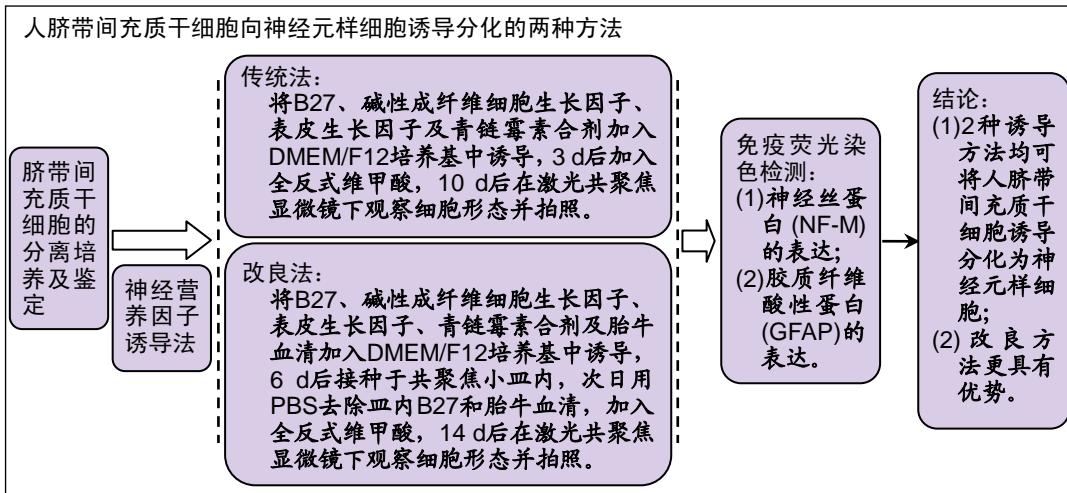 人脐带间充质干细胞向神经元样细胞诱导分化的两种方法
脐带间
充质干
细胞的
分离培
养及鉴
定
神经营
养因子
诱导法
传统法：
将B27、碱性成纤维细胞生长因子、
表皮生长因子及青链霉素合剂加入
DMEM/F12培养基中诱导，3 d后加入
全反式维甲酸，10 d后在激光共聚焦
显微镜下观察细胞形态并拍照。
改良法：
将B27、碱性成纤维细胞生长因子、
表皮生长因子、青链霉素合剂及胎牛
血清加入DMEM/F12培养基中诱导，
6 d后接种于共聚焦小皿内，次日用
PBS去除皿内B27和胎牛血清，加入
全反式维甲酸，14 d后在激光共聚焦
显微镜下观察细胞形态并拍照。
免疫荧光染
色检测：
(1)神经丝蛋
白 (NF-M)
的表达;
(2)胶质纤维
酸性蛋白
(GFAP)的
表达。
结论：
(1)2种诱导
方法均可
将人脐带
间充质干
细胞诱导
分化为神
经元样细
胞;
(2) 改良方
法更具有
优势。